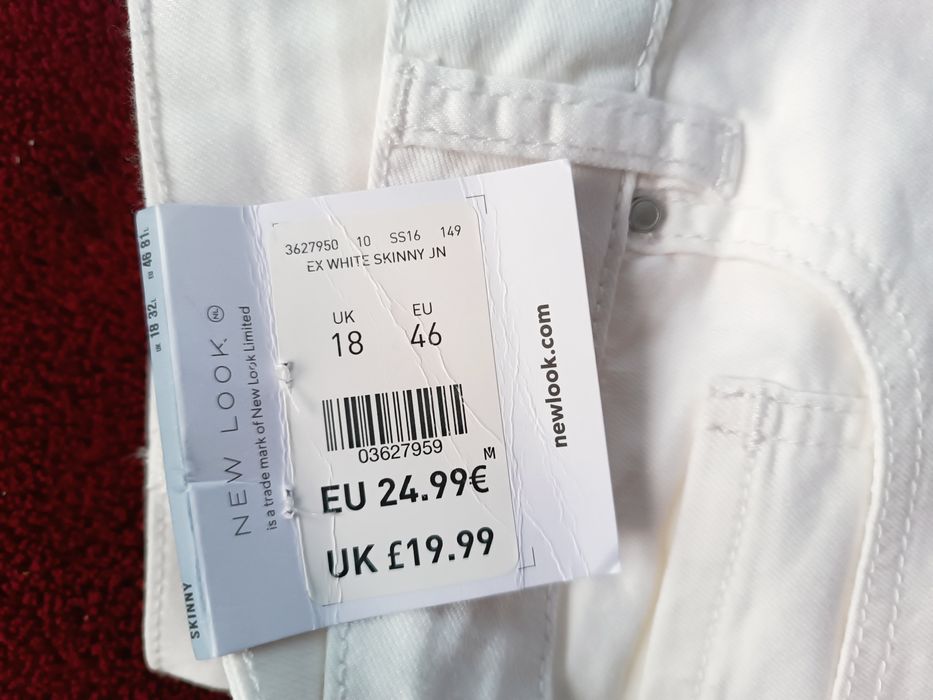 3627950 10 SS16 149
EX WHITE SKINNY JN
UK EU
18 46
03627959
M
EU 24.99€
UK £19.99
newlook.com
NEW LOOK. NL
is a trade mark of New Look Limited
UK 18 32L EU 46 81L
SKINNY